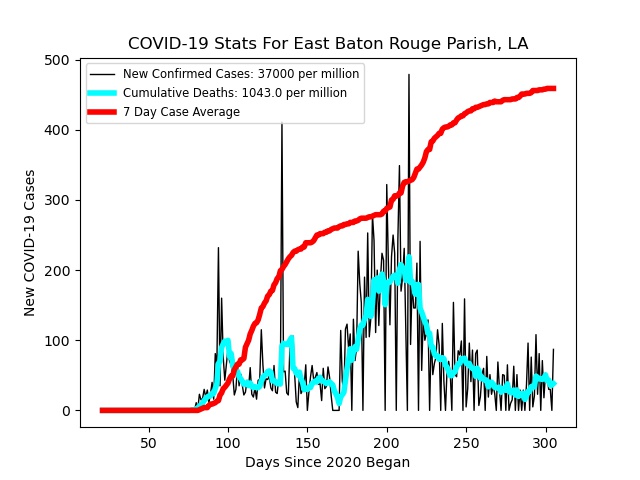 COVID-19 Stats For East Baton Rouge Parish, LA
500
400
300
200
100
0
New COVID-19 Cases
New Confirmed Cases: 37000 per million
Cumulative Deaths: 1043.0 per million
7 Day Case Average
50
100
150
200
250
300
Days Since 2020 Began